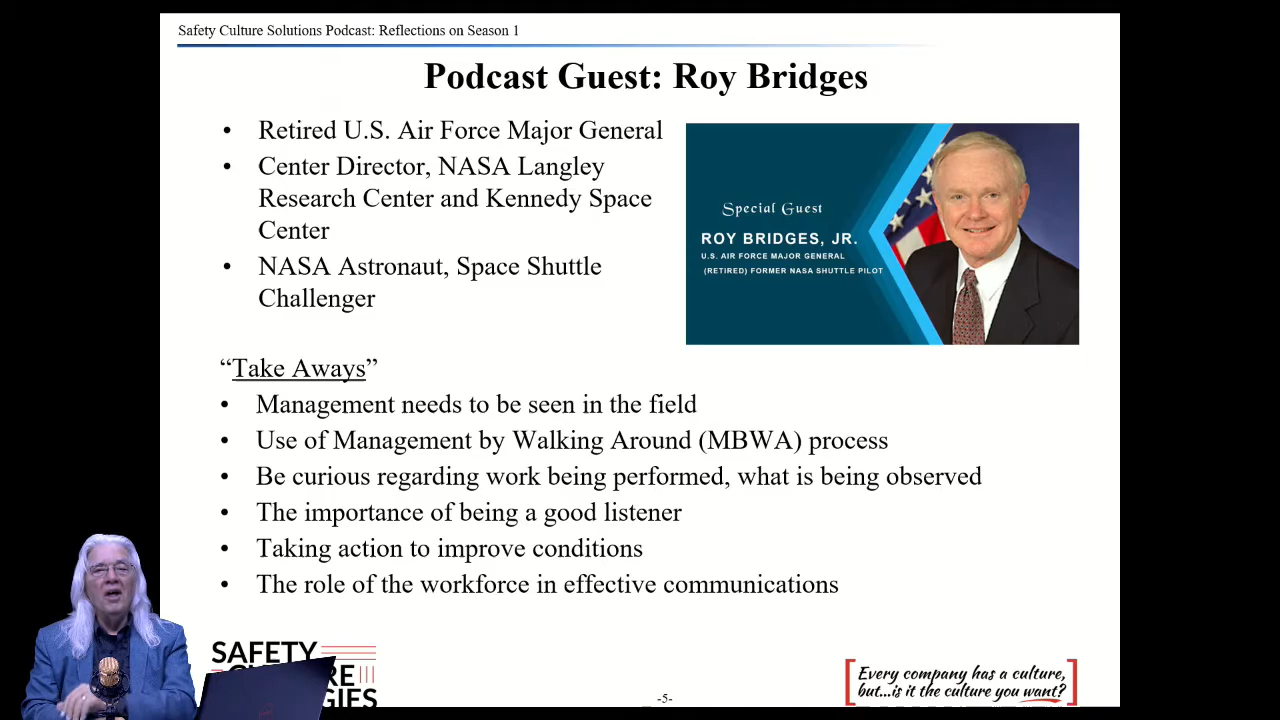 Safety Culture Solutions Podcast: Reflections on Season 1
Podcast Guest: Roy Bridges
• Retired U.S. Air Force Major General
• Center Director, NASA Langley
Research Center and Kennedy Space
Center
• NASA Astronaut, Space Shuttle
Challenger
Special Guest
ROY BRIDGES, JR.
U.S. AIR FORCE MAJOR GENERAL
(RETIRED) FORMER NASA SHUTTLE PILOT
“Take Aways”
• Management needs to be seen in the field
• Use of Management by Walking Around (MBWA) process
• Be curious regarding work being performed, what is being observed
• The importance of being a good listener
• Taking action to improve conditions
• The role of the workforce in effective communications
SAFETY
-5-
Every company has a culture,
but...is it the culture you want?